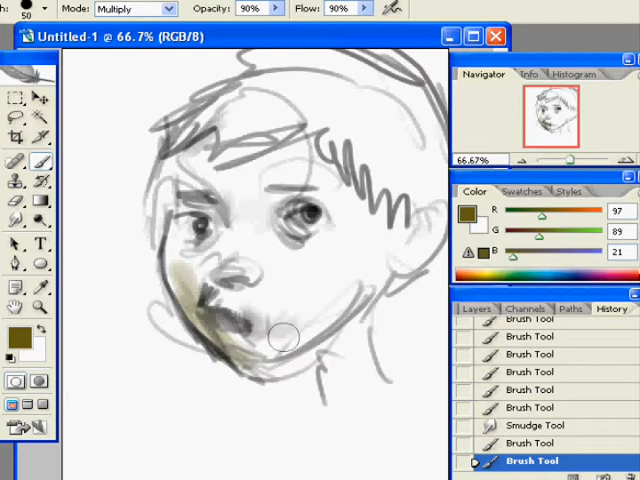 50
Mode: Multiply
Opacity: 90%
Flow: 90%
Untitled-1 @ 66.7% (RGB/8)
Navigator Info Histogram
66.67%
Color Swatches Styles
R 97
G 89
B 21
Layers Channels Paths History
Brush Tool
Brush Tool
Brush Tool
Brush Tool
Brush Tool
Brush Tool
Smudge Tool
Brush Tool
Brush Tool
T